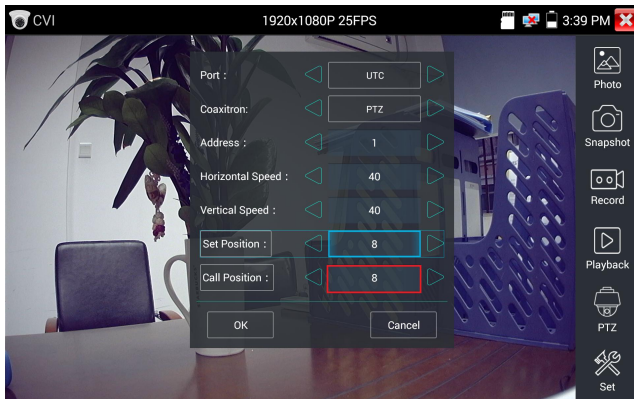 CVI 1920x1080P 25FPS 3:39 PM
Port : UTC
Coaxitron: PTZ
Address : 1
Horizontal Speed : 40
Vertical Speed : 40
Set Position : 8
Call Position : 8
OK Cancel
Photo
Snapshot
Record
Playback
PTZ
Set